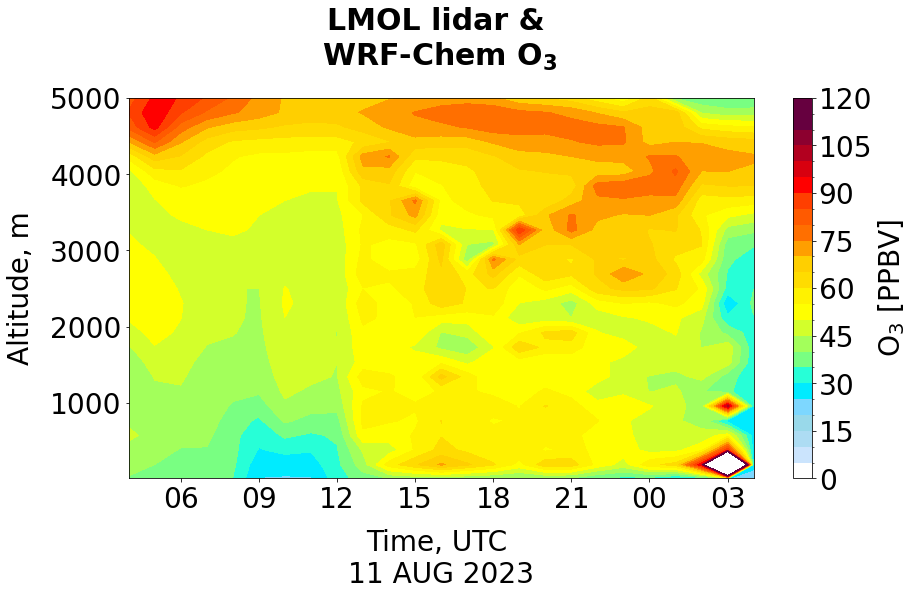 LMOL lidar &
WRF-Chem O₃
5000
4000
3000
2000
1000
Altitude, m
06 09 12 15 18 21 00 03
Time, UTC
11 AUG 2023
120
105
90
75
60
45
30
15
0
O₃ [PPBV]